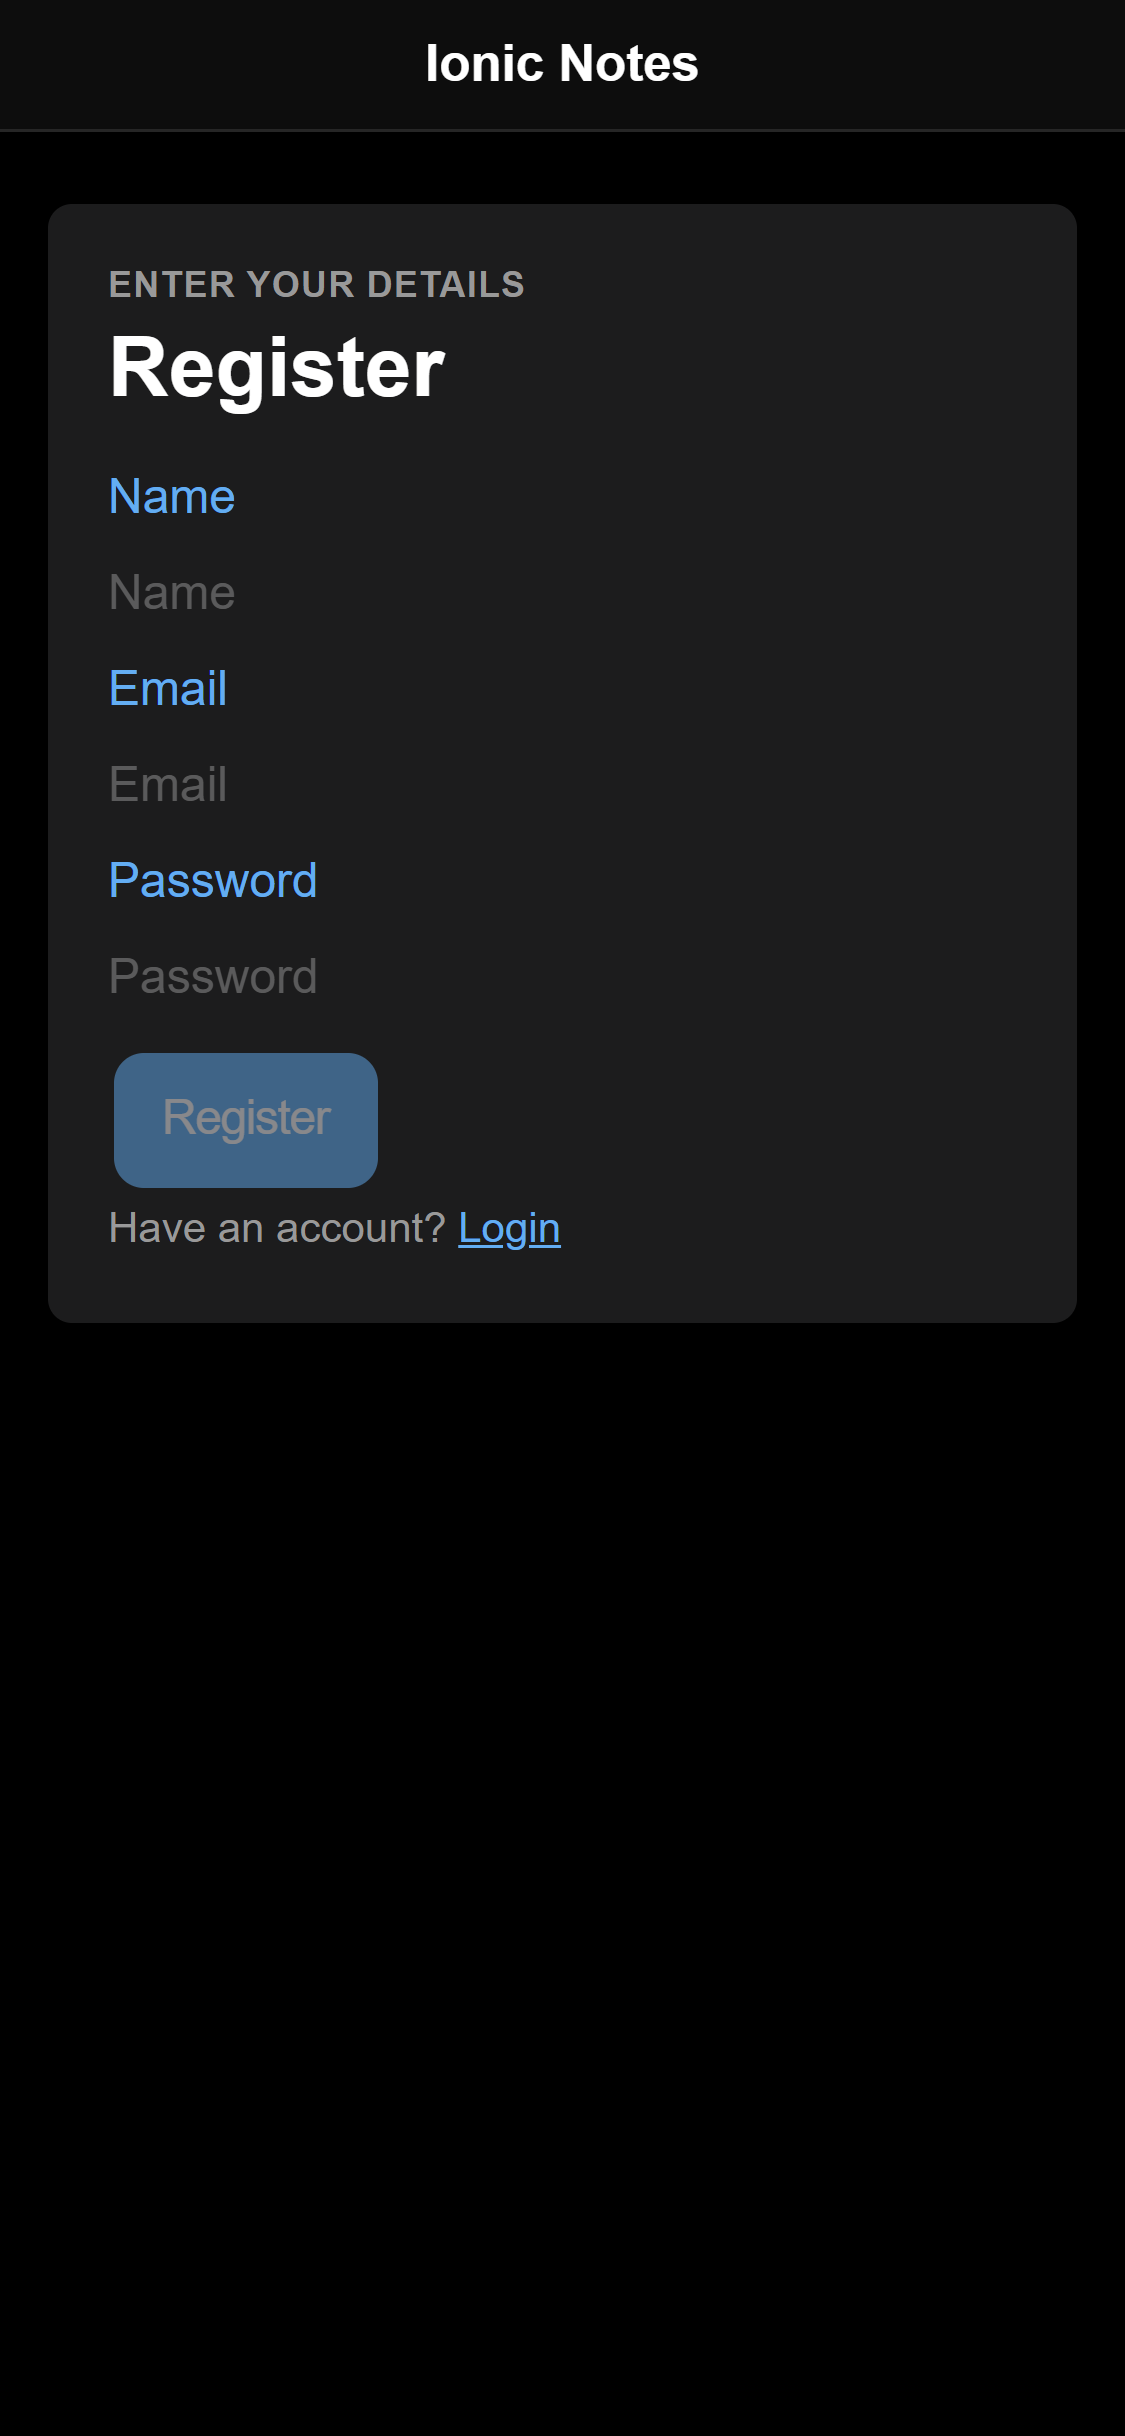 Ionic Notes
ENTER YOUR DETAILS
Register
Name
Name
Email
Email
Password
Password
Register
Have an account? Login